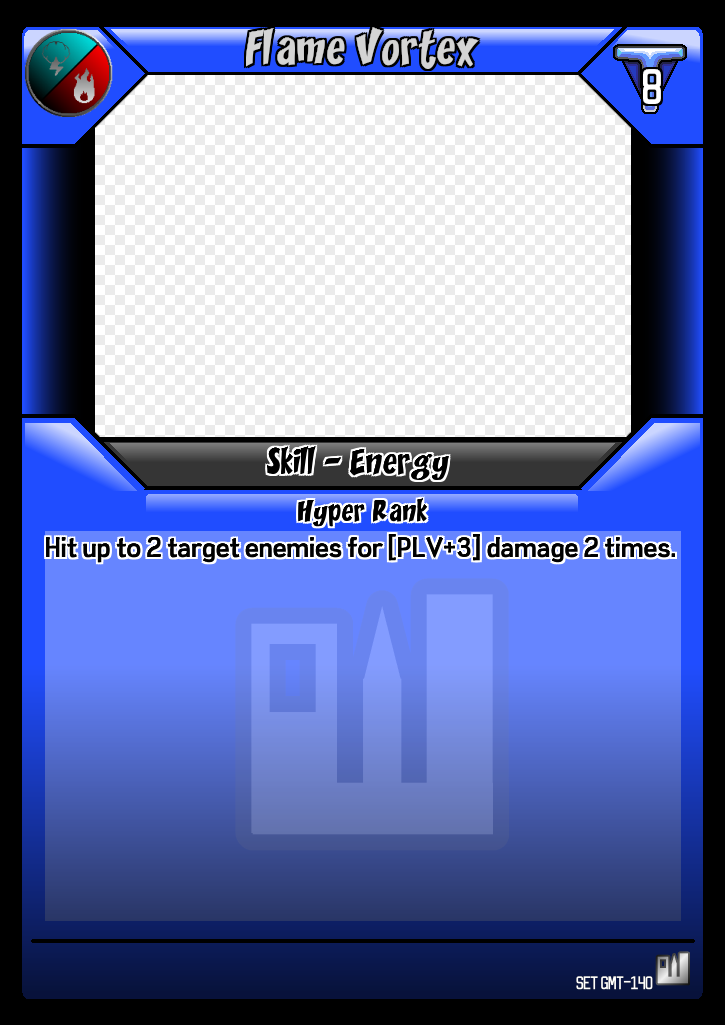 Flame Vortex
8
Skill - Energy
Hyper Rank
Hit up to 2 target enemies for [PLV+3] damage 2 times.
SET GMT-140